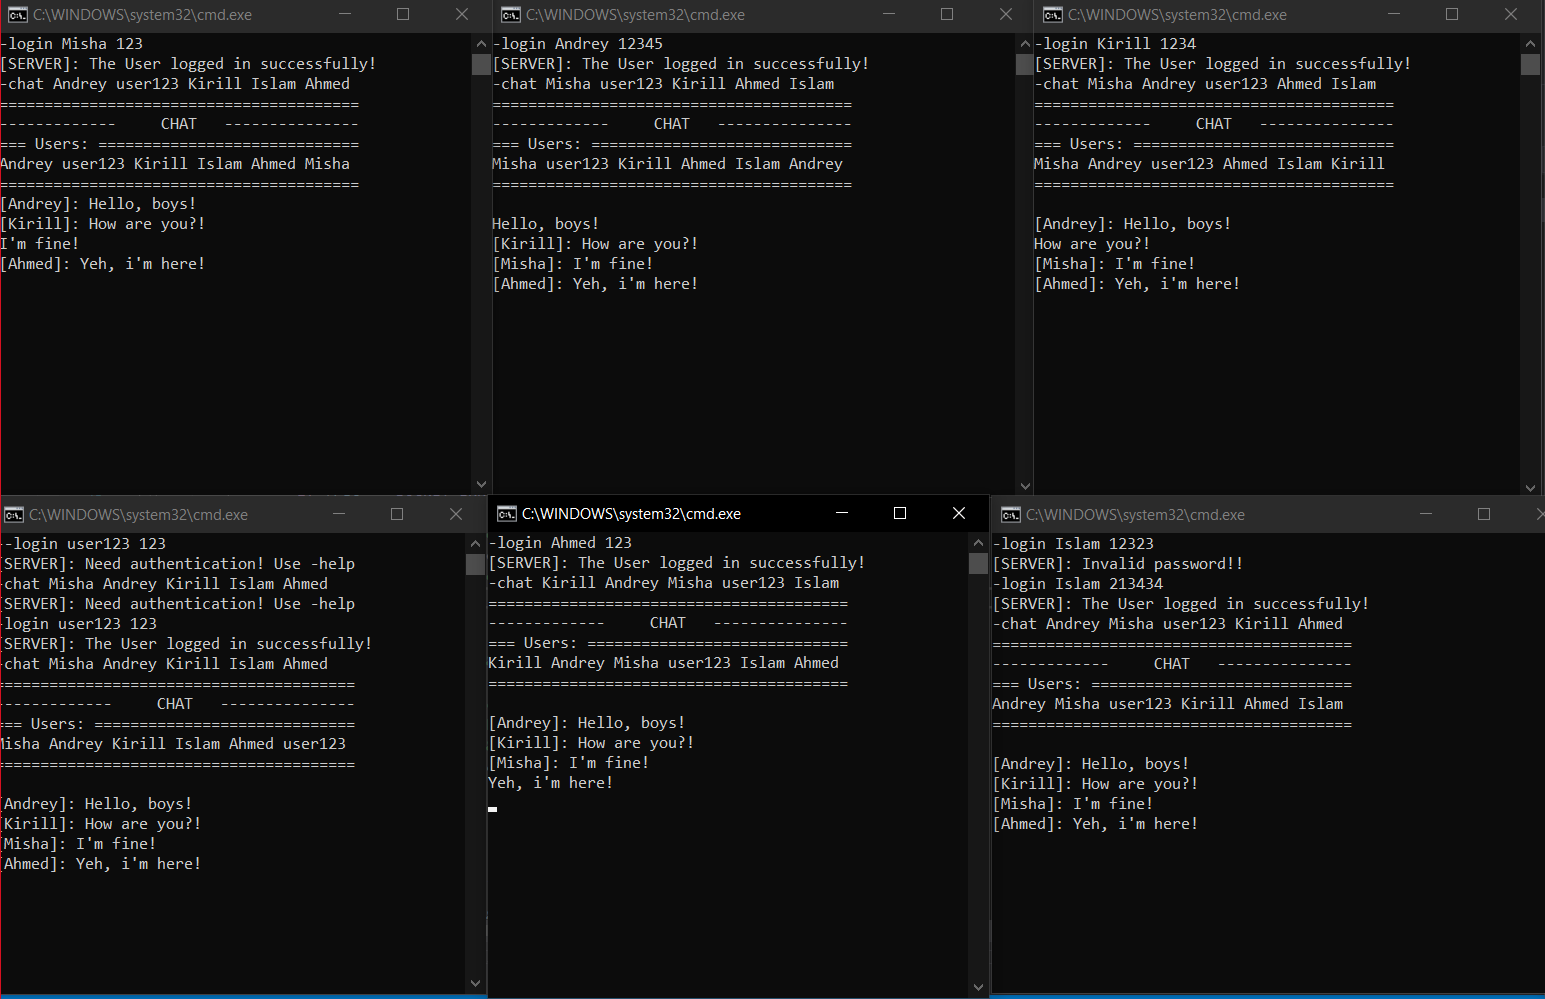 C:\WINDOWS\system32\cmd.exe
-login Misha 123
[SERVER]: The User logged in successfully!
-chat Andrey user123 Kirill Islam Ahmed
========================================
------------- CHAT ---------------
=== Users: =============================
Andrey user123 Kirill Islam Ahmed Misha
========================================
[Andrey]: Hello, boys!
[Kirill]: How are you?!
I'm fine!
[Ahmed]: Yeh, i'm here!
C:\WINDOWS\system32\cmd.exe
-login Andrey 12345
[SERVER]: The User logged in successfully!
-chat Misha user123 Kirill Ahmed Islam
========================================
------------- CHAT ---------------
=== Users: =============================
Misha user123 Kirill Ahmed Islam Andrey
========================================
Hello, boys!
[Kirill]: How are you?!
[Misha]: I'm fine!
[Ahmed]: Yeh, i'm here!
C:\WINDOWS\system32\cmd.exe
-login Kirill 1234
[SERVER]: The User logged in successfully!
-chat Misha Andrey user123 Ahmed Islam
========================================
------------- CHAT ---------------
=== Users: =============================
Misha Andrey user123 Ahmed Islam Kirill
========================================
[Andrey]: Hello, boys!
How are you?!
[Misha]: I'm fine!
[Ahmed]: Yeh, i'm here!
C:\WINDOWS\system32\cmd.exe
--login user123 123
[SERVER]: Need authentication! Use -help
-chat Misha Andrey Kirill Islam Ahmed
[SERVER]: Need authentication! Use -help
-login user123 123
[SERVER]: The User logged in successfully!
-chat Misha Andrey Kirill Islam Ahmed
========================================
------------- CHAT ---------------
=== Users: =============================
Misha Andrey Kirill Islam Ahmed user123
========================================
[Andrey]: Hello, boys!
[Kirill]: How are you?!
[Misha]: I'm fine!
[Ahmed]: Yeh, i'm here!
C:\WINDOWS\system32\cmd.exe
-login Ahmed 123
[SERVER]: The User logged in successfully!
-chat Kirill Andrey Misha user123 Islam
========================================
------------- CHAT ---------------
=== Users: =============================
Kirill Andrey Misha user123 Islam Ahmed
========================================
[Andrey]: Hello, boys!
[Kirill]: How are you?!
[Misha]: I'm fine!
Yeh, i'm here!
C:\WINDOWS\system32\cmd.exe
-login Islam 12323
[SERVER]: Invalid password!!
-login Islam 213434
[SERVER]: The User logged in successfully!
-chat Andrey Misha user123 Kirill Ahmed
========================================
------------- CHAT ---------------
=== Users: =============================
Andrey Misha user123 Kirill Ahmed Islam
========================================
[Andrey]: Hello, boys!
[Kirill]: How are you?!
[Misha]: I'm fine!
[Ahmed]: Yeh, i'm here!